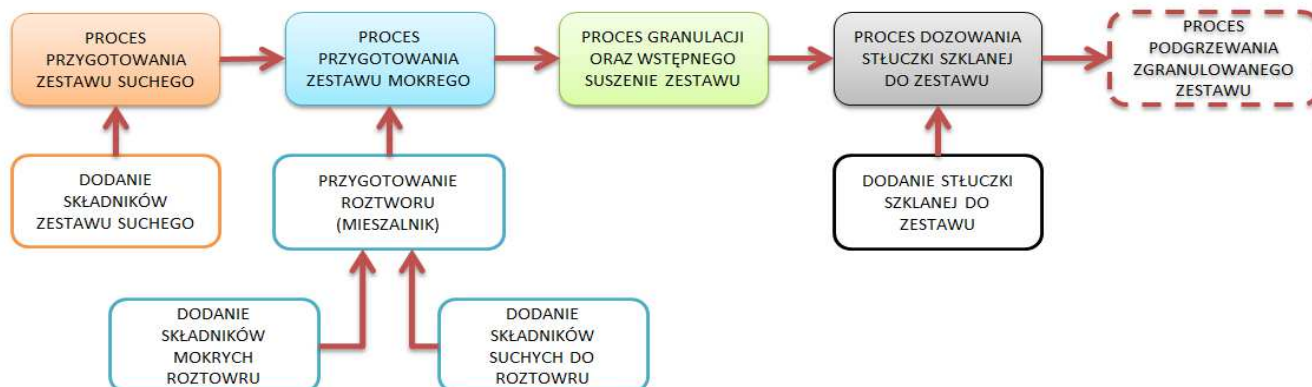 PROCES
PRZYGOTOWANIA
ZESTAWU SUCHEGO
PROCES
PRZYGOTOWANIA
ZESTAWU MOKREGO
PROCES GRANULACJI
ORAZ WSTĘPNEGO
SUSZENIE ZESTAWU
PROCES DOZOWANIA
STŁUCZKI SZKLANEJ
DO ZESTAWU
PROCES
PODGRZEWANIA
ZGRANULOWANEGO
ZESTAWU
DODANIE
SKŁADNIKÓW
ZESTAWU SUCHEGO
PRZYGOTOWANIE
ROZTWORU
(MIESZALNIK)
DODANIE STŁUCZKI
SZKLANEJ DO
ZESTAWU
DODANIE
SKŁADNIKÓW
MOKRYCH
ROZTOWRU
DODANIE
SKŁADNIKÓW
SUCHYCH DO
ROZTOWRU